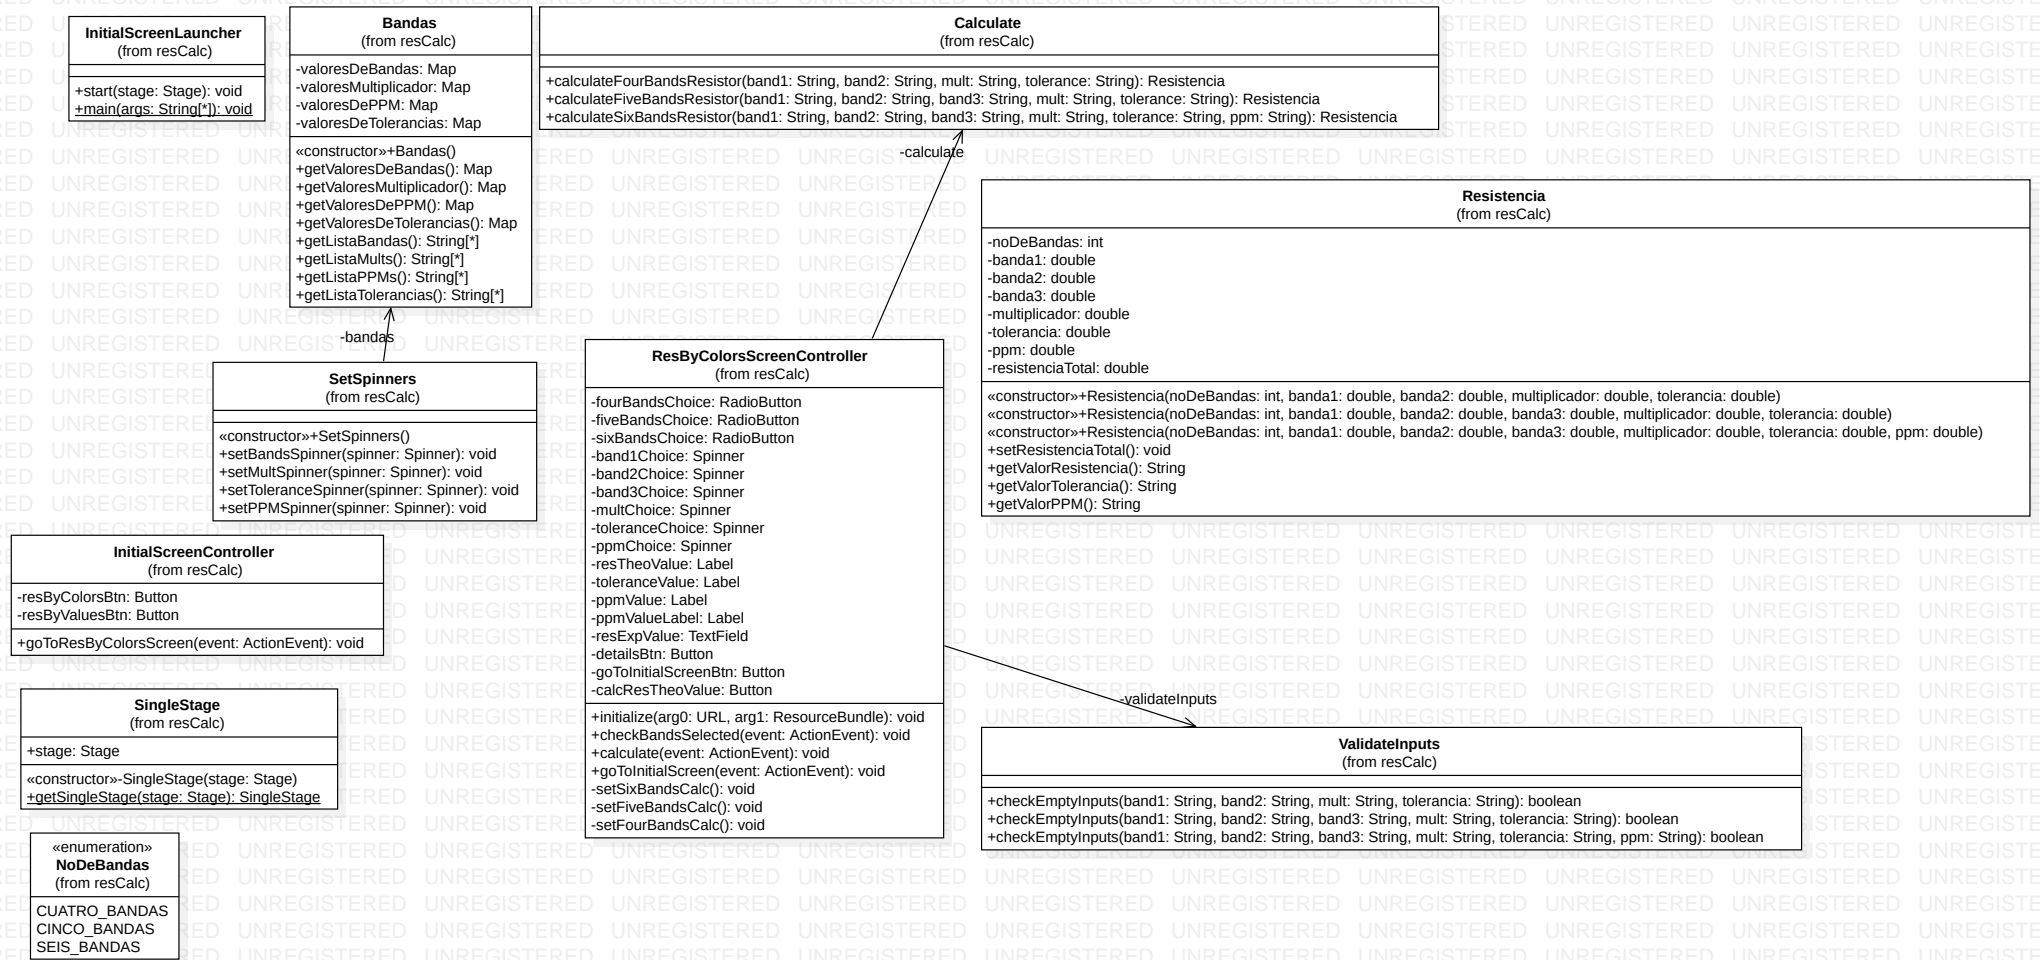 InitialScreenLauncher
(from resCalc)
+start(stage: Stage): void
+main(args: String[*]): void
Bandas
(from resCalc)
-valoresDeBandas: Map
-valoresMultiplicador: Map
-valoresDePPM: Map
-valoresDeTolerancias: Map
«constructor»+Bandas()
+getValoresDeBandas(): Map
+getValoresMultiplicador(): Map
+getValoresDePPM(): Map
+getValoresDeTolerancias(): Map
+getListaBandas(): String[*]
+getListaMults(): String[*]
+getListaPPMs(): String[*]
+getListaTolerancias(): String[*]
Calculate
(from resCalc)
+calculateFourBandsResistor(band1: String, band2: String, mult: String, tolerance: String): Resistencia
+calculateFiveBandsResistor(band1: String, band2: String, band3: String, mult: String, tolerance: String): Resistencia
+calculateSixBandsResistor(band1: String, band2: String, band3: String, mult: String, tolerance: String, ppm: String): Resistencia
-calculate
Resistencia
(from resCalc)
-noDeBandas: int
-banda1: double
-banda2: double
-banda3: double
-multiplicador: double
-tolerancia: double
-ppm: double
-resistenciaTotal: double
«constructor»+Resistencia(noDeBandas: int, banda1: double, banda2: double, multiplicador: double, tolerancia: double)
«constructor»+Resistencia(noDeBandas: int, banda1: double, banda2: double, banda3: double, multiplicador: double, tolerancia: double)
«constructor»+Resistencia(noDeBandas: int, banda1: double, banda2: double, banda3: double, multiplicador: double, tolerancia: double, ppm: double)
+setResistenciaTotal(): void
+getValorResistencia(): String
+getValorTolerancia(): String
+getValorPPM(): String
-bandas
SetSpinners
(from resCalc)
«constructor»+SetSpinners()
+setBandsSpinner(spinner: Spinner): void
+setMultSpinner(spinner: Spinner): void
+setToleranceSpinner(spinner: Spinner): void
+setPPMSpinner(spinner: Spinner): void
ResByColorsScreenController
(from resCalc)
-fourBandsChoice: RadioButton
-fiveBandsChoice: RadioButton
-sixBandsChoice: RadioButton
-band1Choice: Spinner
-band2Choice: Spinner
-band3Choice: Spinner
-multChoice: Spinner
-toleranceChoice: Spinner
-ppmChoice: Spinner
-resTheoValue: Label
-toleranceValue: Label
-ppmValue: Label
-ppmValueLabel: Label
-resExpValue: TextField
-detailsBtn: Button
-goToInitialScreenBtn: Button
-calcResTheoValue: Button
+initialize(arg0: URL, arg1: ResourceBundle): void
+checkBandsSelected(event: ActionEvent): void
+calculate(event: ActionEvent): void
+goToInitialScreen(event: ActionEvent): void
-setSixBandsCalc(): void
-setFiveBandsCalc(): void
-setFourBandsCalc(): void
InitialScreenController
(from resCalc)
-resByColorsBtn: Button
-resByValuesBtn: Button
+goToResByColorsScreen(event: ActionEvent): void
SingleStage
(from resCalc)
+stage: Stage
«constructor»-SingleStage(stage: Stage)
+getSingleStage(stage: Stage): SingleStage
-validateInputs
ValidateInputs
(from resCalc)
+checkEmptyInputs(band1: String, band2: String, mult: String, tolerancia: String): boolean
+checkEmptyInputs(band1: String, band2: String, band3: String, mult: String, tolerancia: String): boolean
+checkEmptyInputs(band1: String, band2: String, band3: String, mult: String, tolerancia: String, ppm: String): boolean
«enumeration»
NoDeBandas
(from resCalc)
CUATRO_BANDAS
CINCO_BANDAS
SEIS_BANDAS
UNREGISTERED